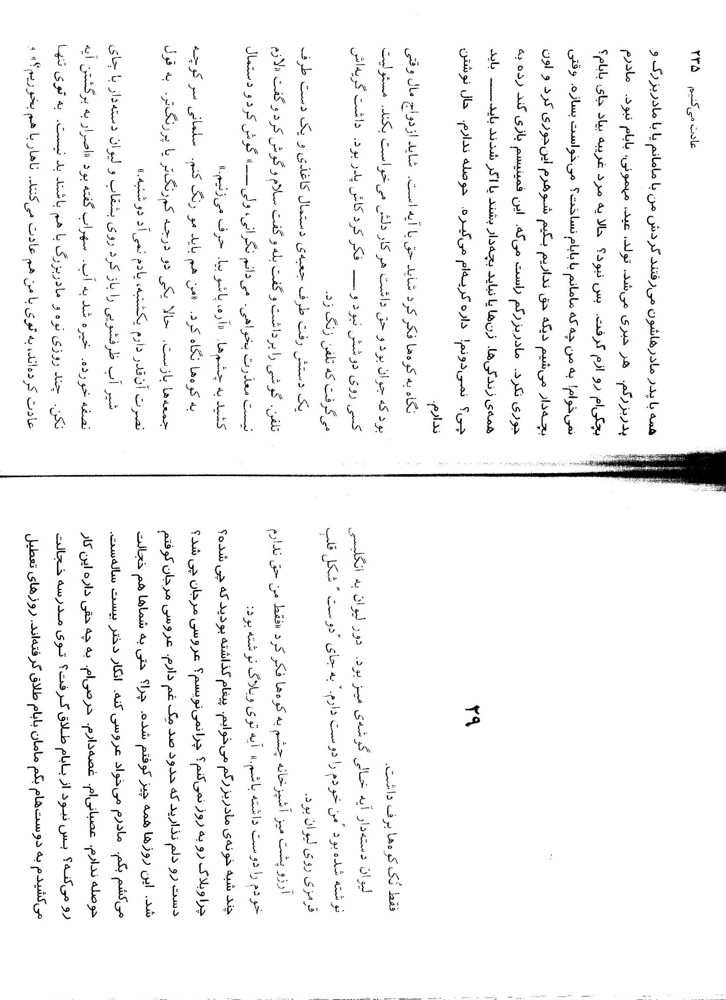 ۲۹
فقط نُک کوه‌ها برف داشت.
لیوان دسته‌دار آیه خالی گوشه‌ی میز بود. دور لیوان به انگلیسی
نوشته شده بود "من خودم را دوست دارم." به جای "دوست" شکل قلب
قرمزی روی لیوان بود.
آرزو پشت میز آشپزخانه چشم به کوه‌ها فکر کرد «فقط من حق ندارم
خودم را دوست داشته باشم.» آیه توی وبلاگ نوشته بود:
چند شبه خونه‌ی مادربزرگم می‌خوابم. پیغام گذاشته بودید که چی شده؟
چرا وبلاگ رو به روز نمی‌کنم؟ چرا نمی‌نویسم؟ عروسی مرجان چی شد؟
دست رو دلم نذارید که حدود صد مگ غم دارم. عروسی مرجان کوفتم
شد. این روزها همه چیز کوفتم شده. چرا؟ حتی به شماها هم خجالت
می‌کشم بگم. مادرم می‌خواد عروسی کنه. انگار دختر بیست ساله‌ست.
حوصله ندارم. عصبانی‌ام. غصه‌دارم. حرصی‌ام. به چه حقی داره این کار
رو می‌کنه؟ بس نبود از بابام طلاق گرفت؟ توی مدرسه خجالت
می‌کشیدم به دوست‌هام بگم مامان بابام طلاق گرفته‌اند. روزهای تعطیل
عادت می‌کنیم ۲۳۵
همه با پدر مادرهاشون می‌رفتند گردش من با مامانم یا با مادربزرگ و
پدربزرگم. هر خبری می‌شد، تولد، عید، مهمونی، بابام نبود. مادرم
بچگی‌ام رو ازم گرفت. بس نبود؟ حالا یه مرد غریبه بیاد جای بابام؟
نمی‌خوام! به من چه که مامانم با بابام نساخت؟ می‌خواست بسازه. وقتی
بچه‌دار می‌شیم دیگه حق نداریم بگیم شوهرم این‌جوری کرد و اون
جوری نکرد. مادربزرگم راست می‌گه. این فمینیسم بازی گند زده به
همه‌ی زندگی‌ها. زن‌ها یا نباید بچه‌دار بشند یا اگر شدند باید ـــ باید
چی؟ نمی‌دونم! داره گریه‌ام می‌گیره. حوصله ندارم. حال نوشتن
ندارم.
نگاه به کوه‌ها فکر کرد شاید حق با آیه است. شاید ازدواج مال وقتی
بود که جوان بود و حق داشت هر کار دلش می‌خواست بکند. مسئولیت
کسی روی دوشش نبود و ـــ فکر کرد کاش پدر بود. داشت گریه‌اش
می‌گرفت که تلفن زنگ زد.
یک دستش رفت طرف جعبه‌ی دستمال کاغذی و یک دست طرف
تلفن. گوشی را برداشت و گفت بله و گفت سلام و گوش کرد و گفت «لازم
نیست معذرت بخواهی. می‌دانم نگرانی، ولی ـــ» گوش کرد و دستمال
کشید به چشم‌ها. «آره، پاشو بیا. حرف می‌زنیم.»
به کوه‌ها نگاه کرد. «من هم باید مو رنگ کنم. سلمانی سر کوچه
جمعه‌ها بازست. حالا یکی دو درجه کم‌رنگ‌تر یا پررنگ‌تر. به قول
نصرت آن‌قدر دارم یکشنبه، یادم نمی‌آد دوشنبه.»
شیر آب ظرفشویی را باز کرد روی بشقاب و لیوان دسته‌دار با چای
نصفه خورده. خیره شد به آب. سهراب گفته بود «اصرار به برگشتن آیه
نکن. چند روزی نوه و مادربزرگ با هم باشند بد نیست. به توی تنها
عادت کرده‌اند، به توی با من هم عادت می‌کنند. ناهار با هم بخوریم؟» و